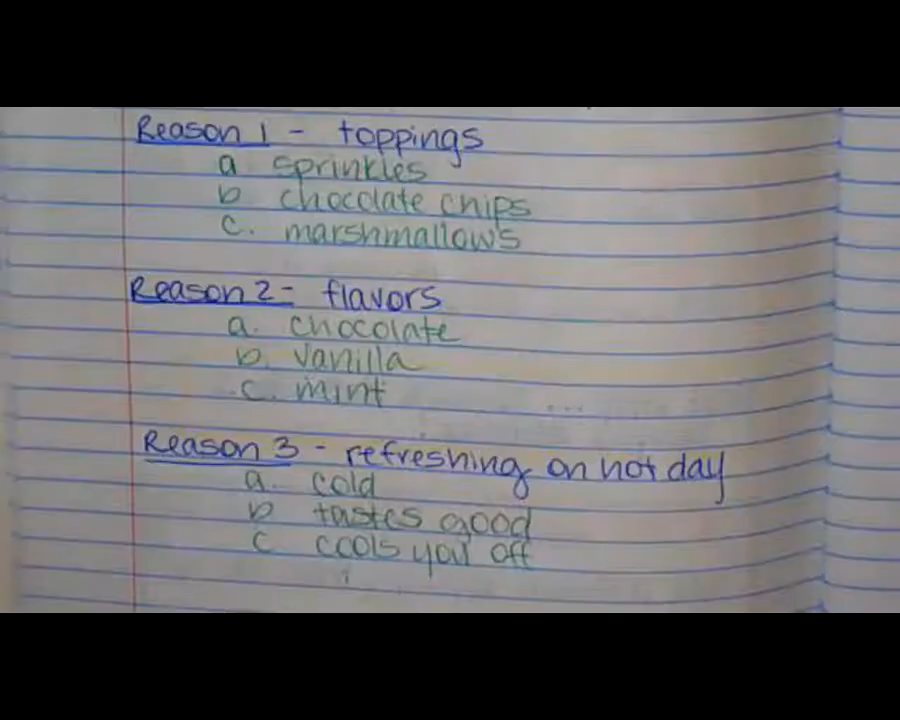 Reason 1 - toppings
a. sprinkles
b. chocolate chips
c. marshmallows
Reason 2 - flavors
a. chocolate
b. vanilla
c. mint
Reason 3 - refreshing on hot day
a. cold
b tastes good
c cools you off